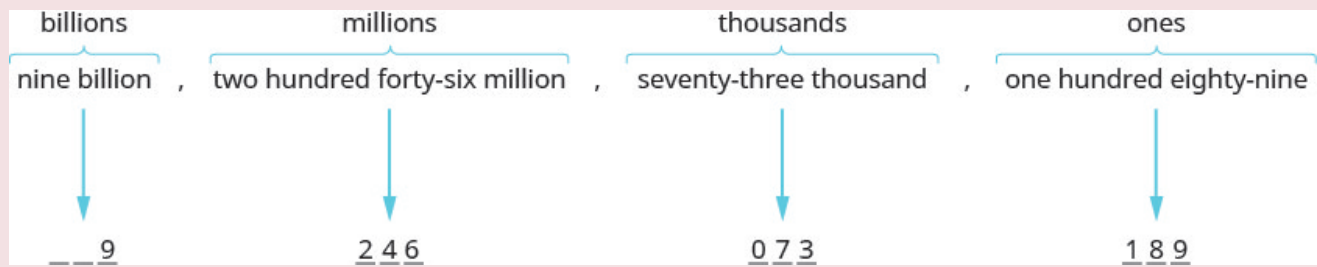 billions millions thousands ones
nine billion , two hundred forty-six million , seventy-three thousand , one hundred eighty-nine
_ _ 9 2 4 6 0 7 3 1 8 9